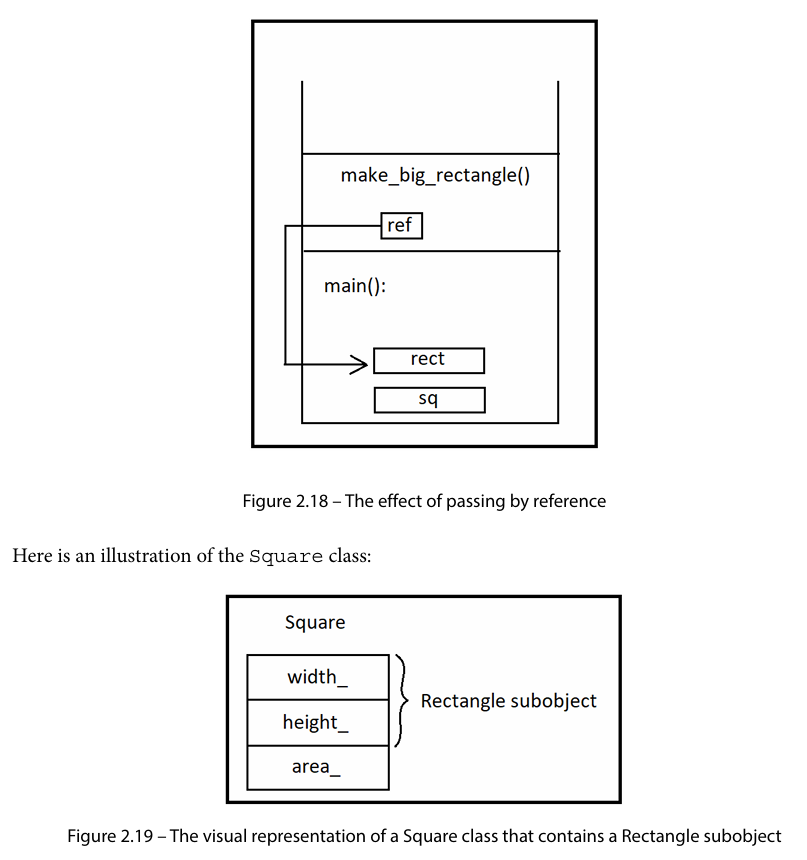 make_big_rectangle()
ref
main():
rect
sq
Figure 2.18 – The effect of passing by reference
Here is an illustration of the Square class:
Square
width_
height_
Rectangle subobject
area_
Figure 2.19 – The visual representation of a Square class that contains a Rectangle subobject